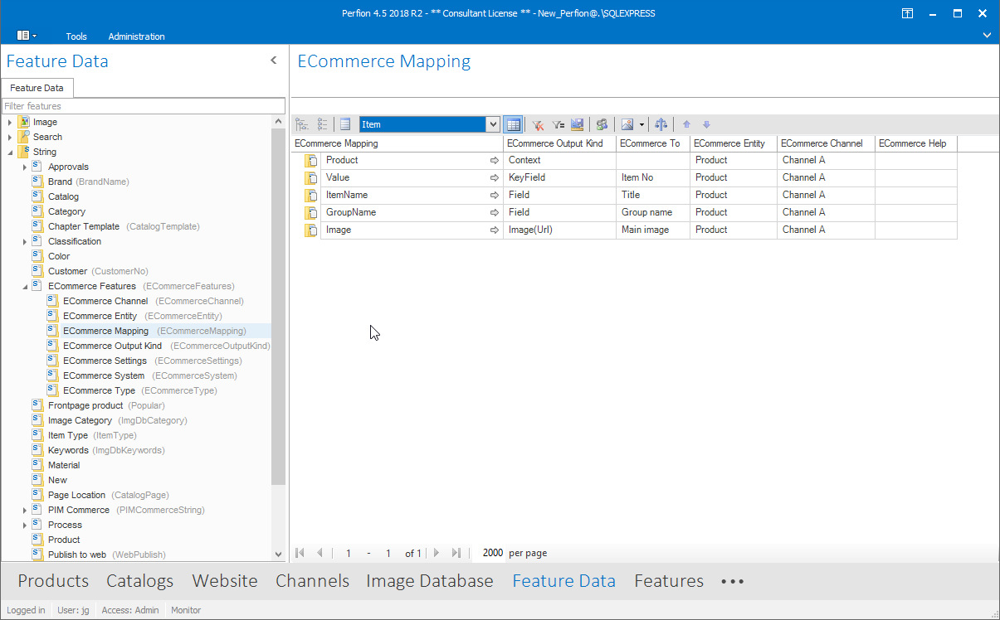 Perfion 4.5 2018 R2 - ** Consultant License ** - New_Perfion@.\SQLEXPRESS
Tools Administration
Feature Data
Feature Data
Filter features
Image
Search
String
Approvals
Brand (BrandName)
Catalog
Category
Chapter Template (CatalogTemplate)
Classification
Color
Customer (CustomerNo)
ECommerce Features (ECommerceFeatures)
ECommerce Channel (ECommerceChannel)
ECommerce Entity (ECommerceEntity)
ECommerce Mapping (ECommerceMapping)
ECommerce Output Kind (ECommerceOutputKind)
ECommerce Settings (ECommerceSettings)
ECommerce System (ECommerceSystem)
ECommerce Type (ECommerceType)
Frontpage product (Popular)
Image Category (ImgDbCategory)
Item Type (ItemType)
Keywords (ImgDbKeywords)
Material
New
Page Location (CatalogPage)
PIM Commerce (PIMCommerceString)
Process
Product
Publish to web (WebPublish)
ECommerce Mapping
Item
ECommerce Mapping ECommerce Output Kind ECommerce To ECommerce Entity ECommerce Channel ECommerce Help
Product Context Product Channel A
Value KeyField Item No Product Channel A
ItemName Field Title Product Channel A
GroupName Field Group name Product Channel A
Image Image(Url) Main image Product Channel A
1 - 1 of 1 2000 per page
Products Catalogs Website Channels Image Database Feature Data Features •••
Logged in User: jg Access: Admin Monitor